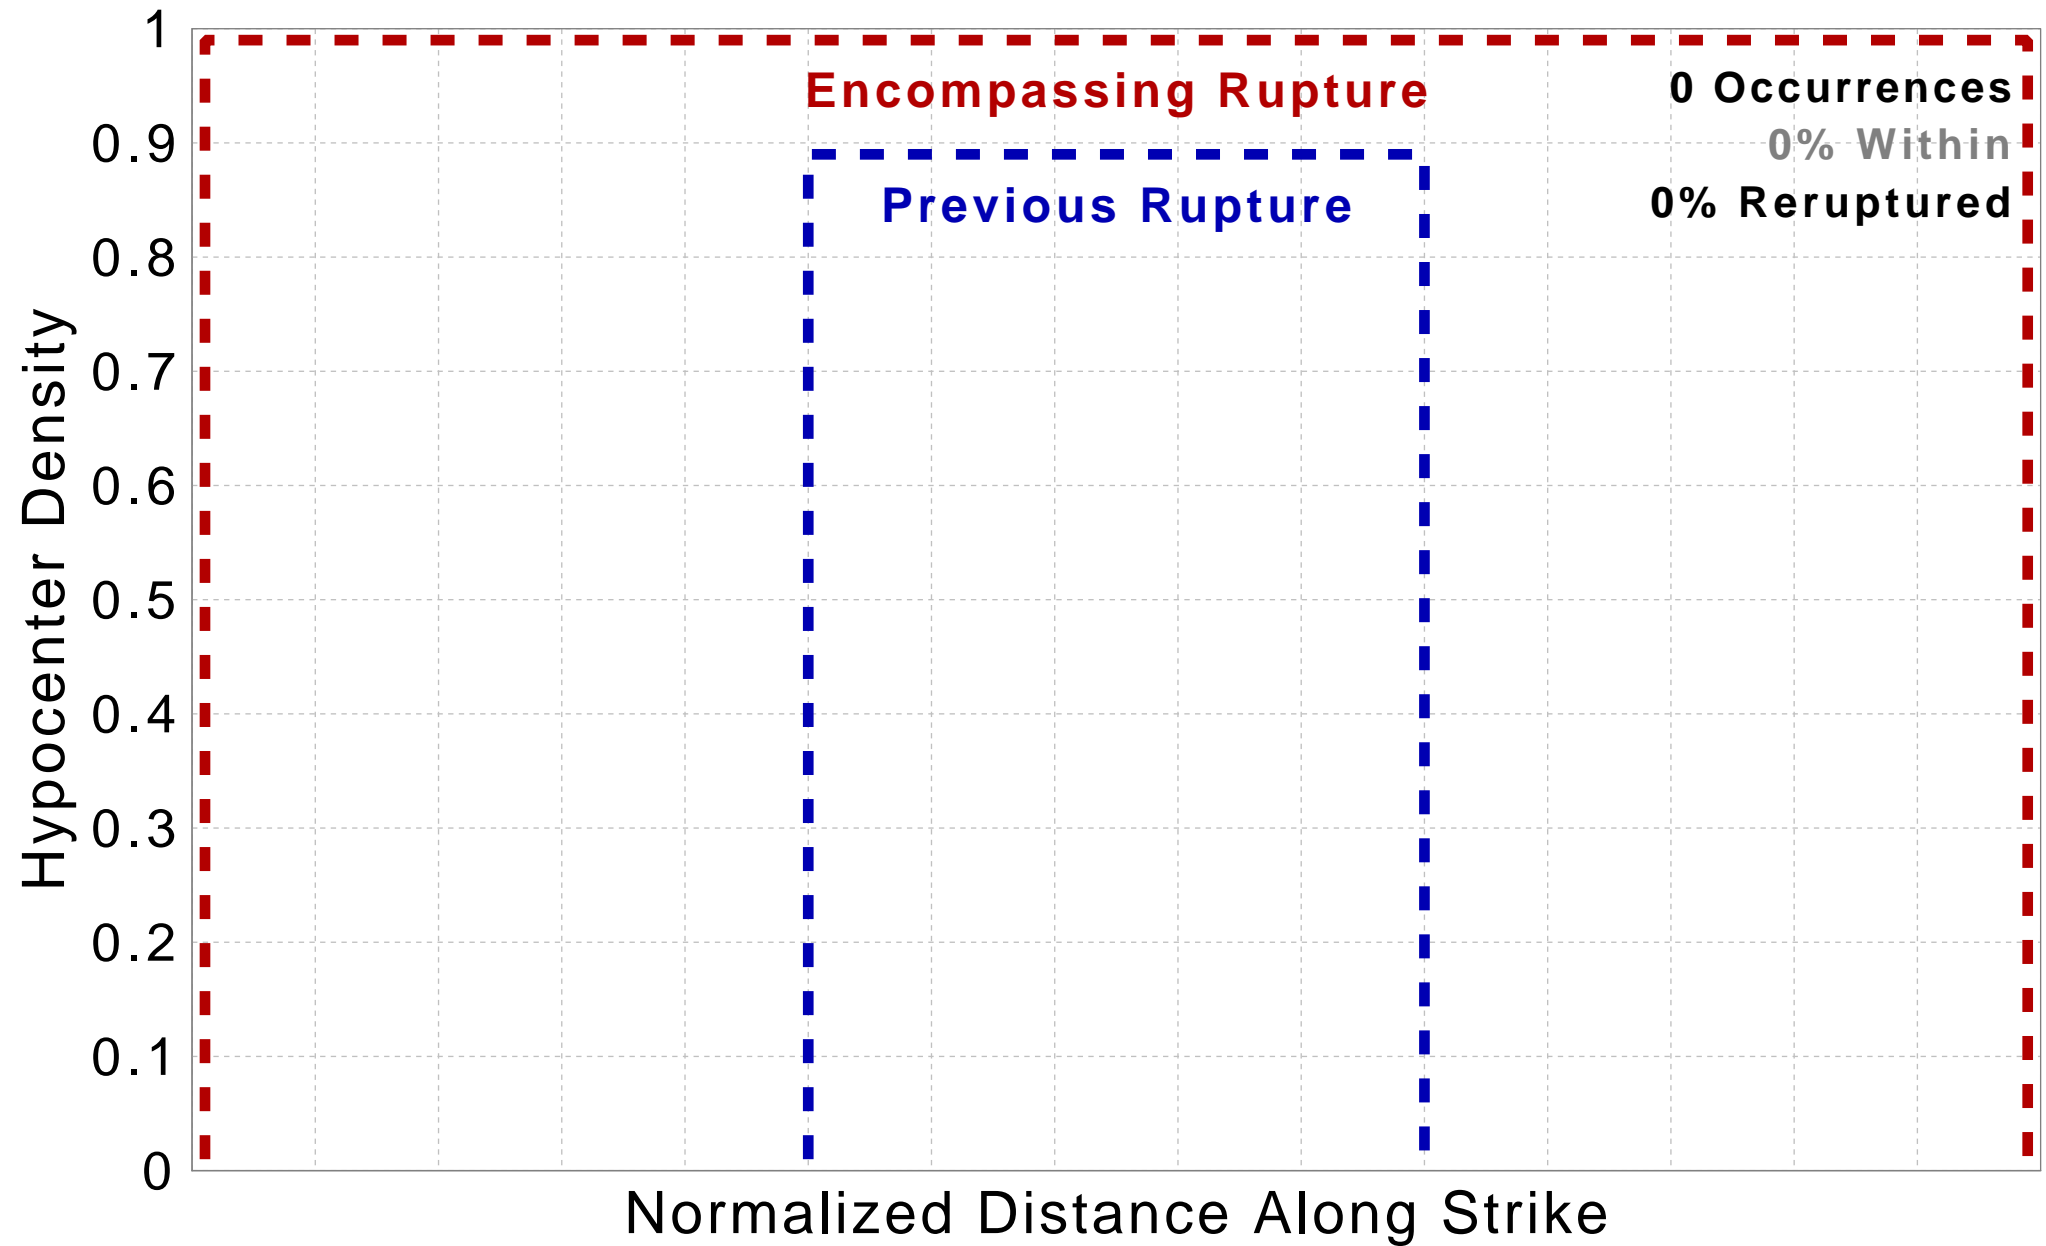 1
0.9
0.8
0.7
0.6
0.5
0.4
0.3
0.2
0.1
0
Hypocenter Density
Encompassing Rupture
Previous Rupture
0 Occurrences
0% Within
0% Reruptured
Normalized Distance Along Strike